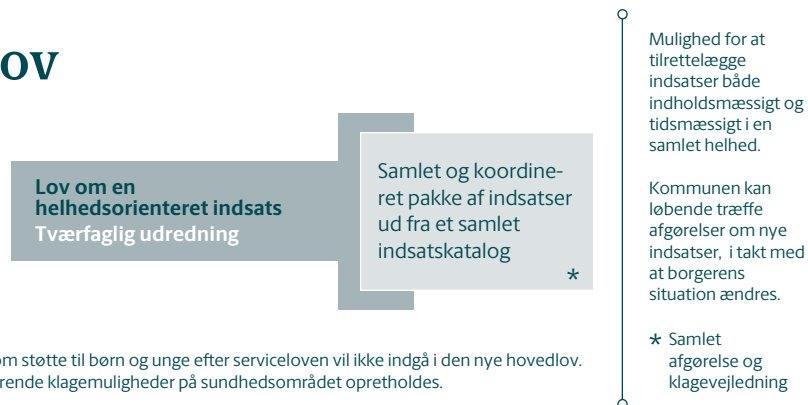 OV
Lov om en
helhedsorienteret indsats
Tværfaglig udredning
Samlet og koordine-
ret pakke af indsatser
ud fra et samlet
indsatskatalog
*
om støtte til børn og unge efter serviceloven vil ikke indgå i den nye hovedlov.
rende klagemuligheder på sundhedsområdet opretholdes.
Mulighed for at
tilrettelægge
indsatser både
indholdsmæssigt og
tidsmæssigt i en
samlet helhed.
Kommunen kan
løbende træffe
afgørelser om nye
indsatser, i takt med
at borgerens
situation ændres.
* Samlet
afgørelse og
klagevejledning